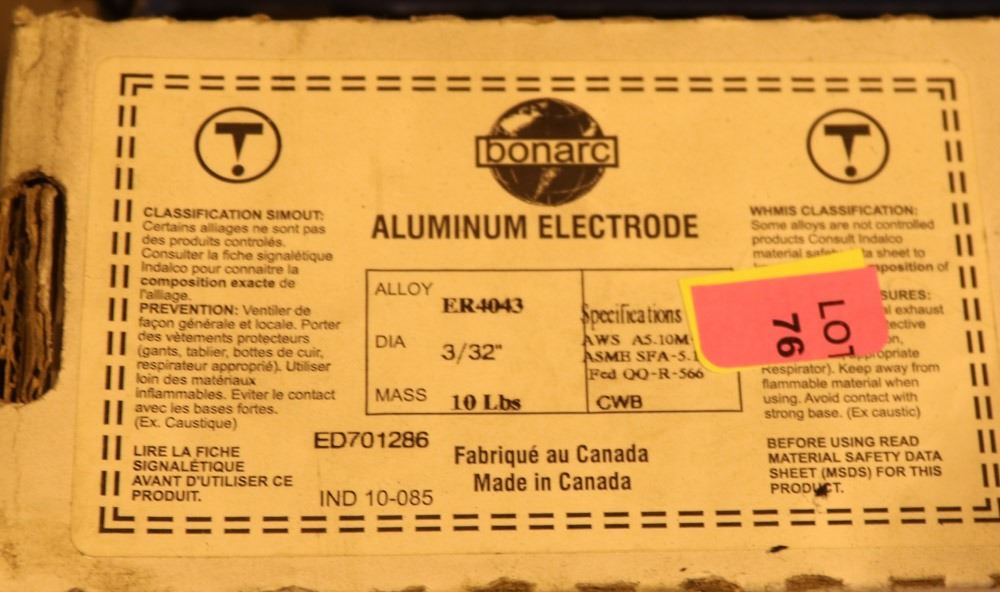 bonarc
ALUMINUM ELECTRODE
CLASSIFICATION SIMOUT:
Certains alliages ne sont pas
des produits controlés.
Consulter la fiche signalétique
Indalco pour connaitre la
composition exacte de
l'alliage.
PREVENTION: Ventiler de
façon générale et locale. Porter
des vêtements protecteurs
(gants, tablier, bottes de cuir,
respirateur approprié). Utiliser
loin des matériaux
inflammables. Eviter le contact
avec les bases fortes.
(Ex. Caustique)
LIRE LA FICHE
SIGNALÉTIQUE
AVANT D'UTILISER CE
PRODUIT.
ALLOY ER4043
DIA 3/32"
MASS 10 Lbs
Specifications
AWS A5.10M
ASME SFA-5.1
Fed QQ-R-566
CWB
ED701286
IND 10-085
Fabriqué au Canada
Made in Canada
LOT
76
WHMIS CLASSIFICATION:
Some alloys are not controlled
products Consult Indalco
material sheet to
of
exhaust
Respirator). Keep away from
flammable material when
using. Avoid contact with
strong base. (Ex caustic)
BEFORE USING READ
MATERIAL SAFETY DATA
SHEET (MSDS) FOR THIS
PRODUCT.